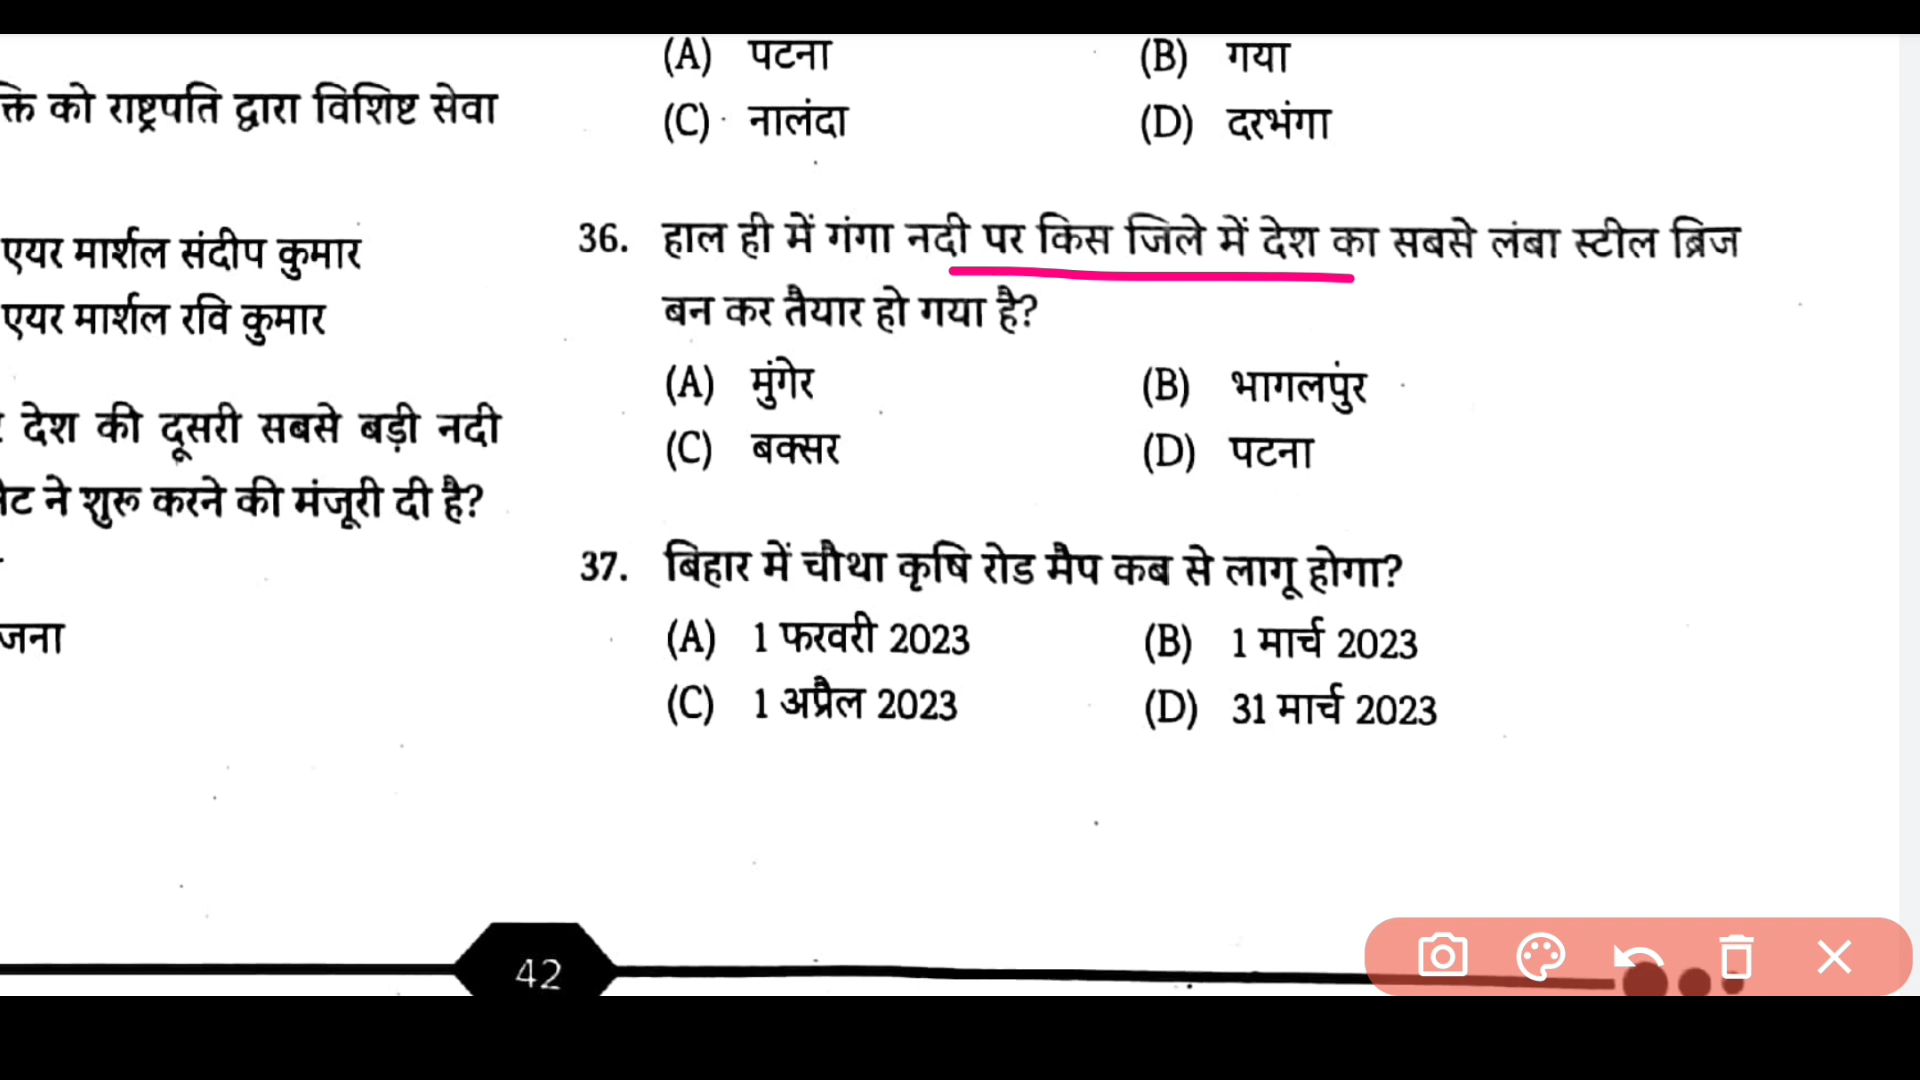 क्ति को राष्ट्रपति द्वारा विशिष्ट सेवा
एयर मार्शल संदीप कुमार
एयर मार्शल रवि कुमार
देश की दूसरी सबसे बड़ी नदी
ने शुरू करने की मंजूरी दी है?
जना
(A) पटना (B) गया
(C) नालंदा (D) दरभंगा
36. हाल ही में गंगा नदी पर किस जिले में देश का सबसे लंबा स्टील ब्रिज
बन कर तैयार हो गया है?
(A) मुंगेर (B) भागलपुर
(C) बक्सर (D) पटना
37. बिहार में चौथा कृषि रोड मैप कब से लागू होगा?
(A) 1 फरवरी 2023 (B) 1 मार्च 2023
(C) 1 अप्रैल 2023 (D) 31 मार्च 2023
42